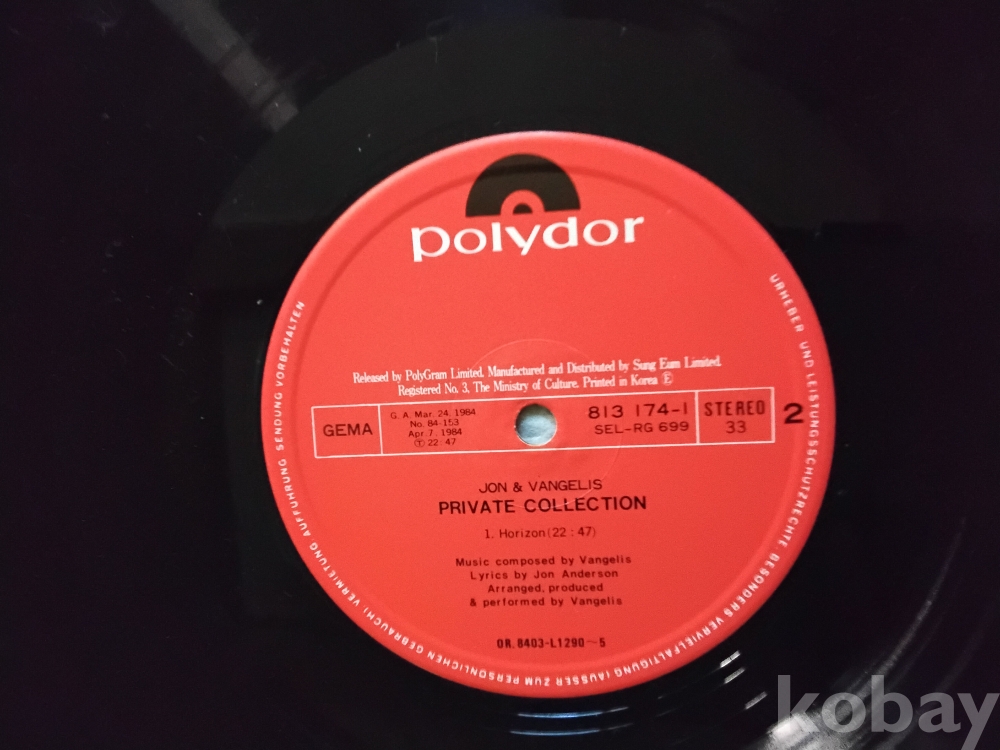 polydor
Released by PolyGram Limited. Manufactured and Distributed by Sung Eum Limited.
Registered No. 3, The Ministry of Culture. Printed in Korea Ⓔ
GEMA
G. A. Mar. 24. 1984
No. 84-153
Apr. 7. 1984
Ⓣ 22:47
813 174-1
SEL-RG 699
STEREO
33
2
JON & VANGELIS
PRIVATE COLLECTION
1. Horizon(22 : 47)
Music composed by Vangelis
Lyrics by Jon Anderson
Arranged, produced
& performed by Vangelis
OR. 8403-L1290~5
URHEBER UND LEISTUNGSSCHUTZRECHTE, BESONDERS VERVIELFALTIGUNG (AUSSER ZUM PERSONLICHEN GEBRAUCH) VERMIETUNG AUFFUHRUNG SENDUNG VORBEHALTEN
kobay